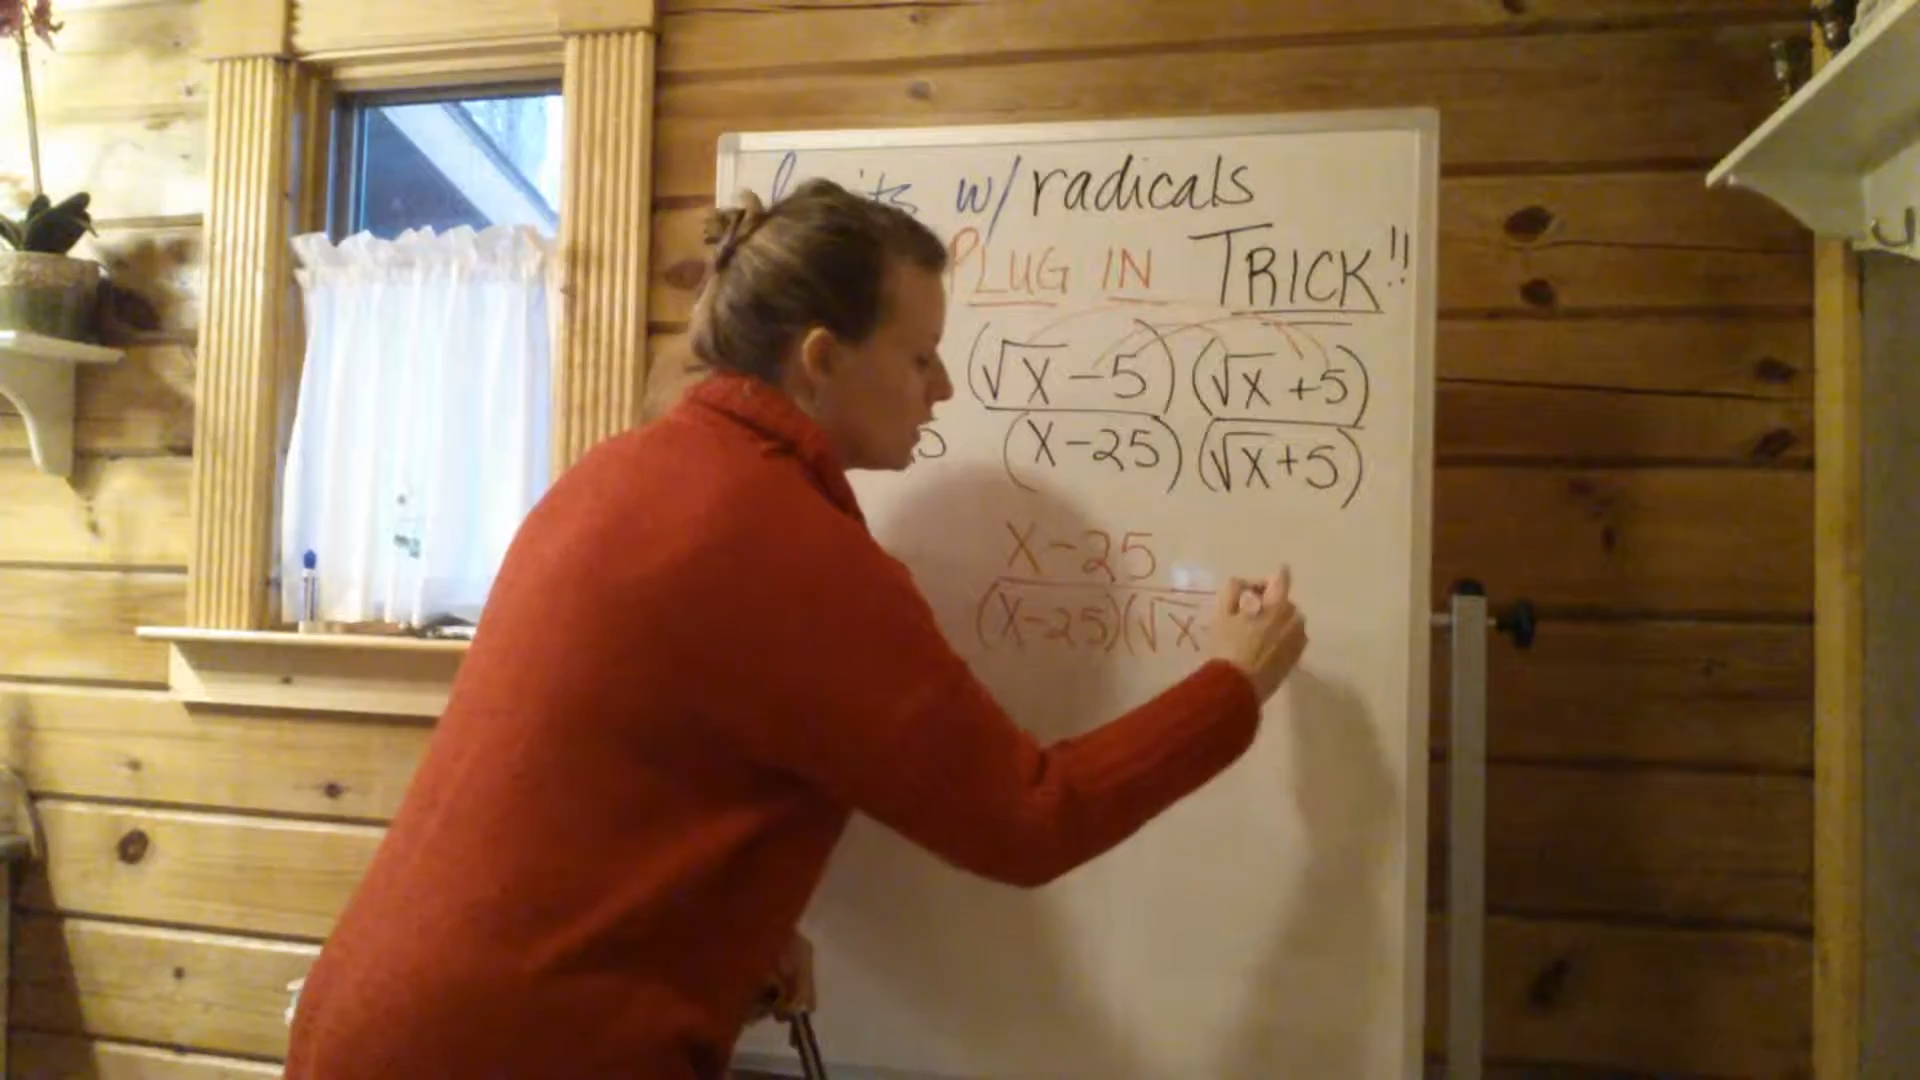 w/ radicals
PLUG IN TRICK!!
(√x - 5) (√x + 5)
(x - 25) (√x + 5)
x - 25
(x - 25)(√x